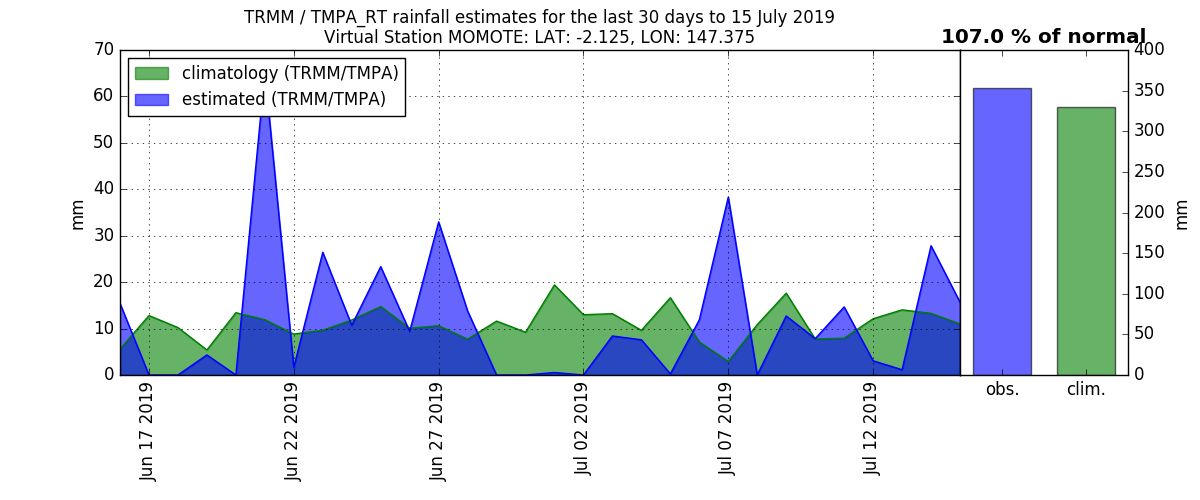 TRMM / TMPA_RT rainfall estimates for the last 30 days to 15 July 2019
Virtual Station MOMOTE: LAT: -2.125, LON: 147.375
107.0 % of normal
climatology (TRMM/TMPA)
estimated (TRMM/TMPA)
mm
70
60
50
40
30
20
10
0
Jun 17 2019
Jun 22 2019
Jun 27 2019
Jul 02 2019
Jul 07 2019
Jul 12 2019
obs.
clim.
400
350
300
250
200
150
100
50
0
mm